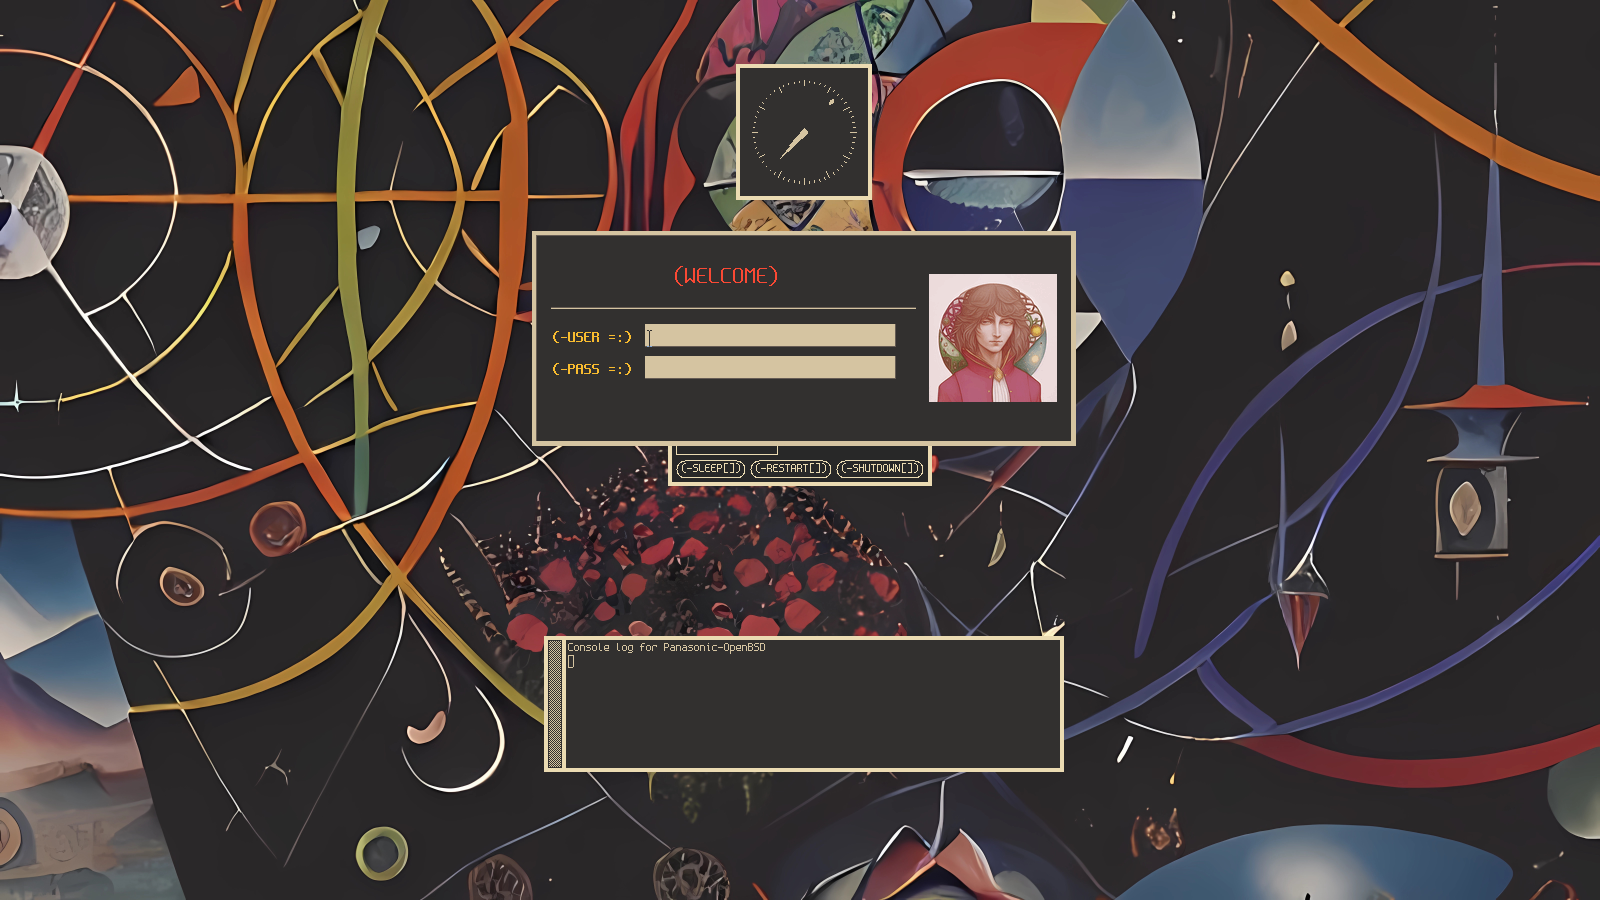 (WELCOME)
(-USER =:)
(-PASS =:)
(-SLEEP[]) (-RESTART[]) (-SHUTDOWN[])
Console log for Panasonic-OpenBSD